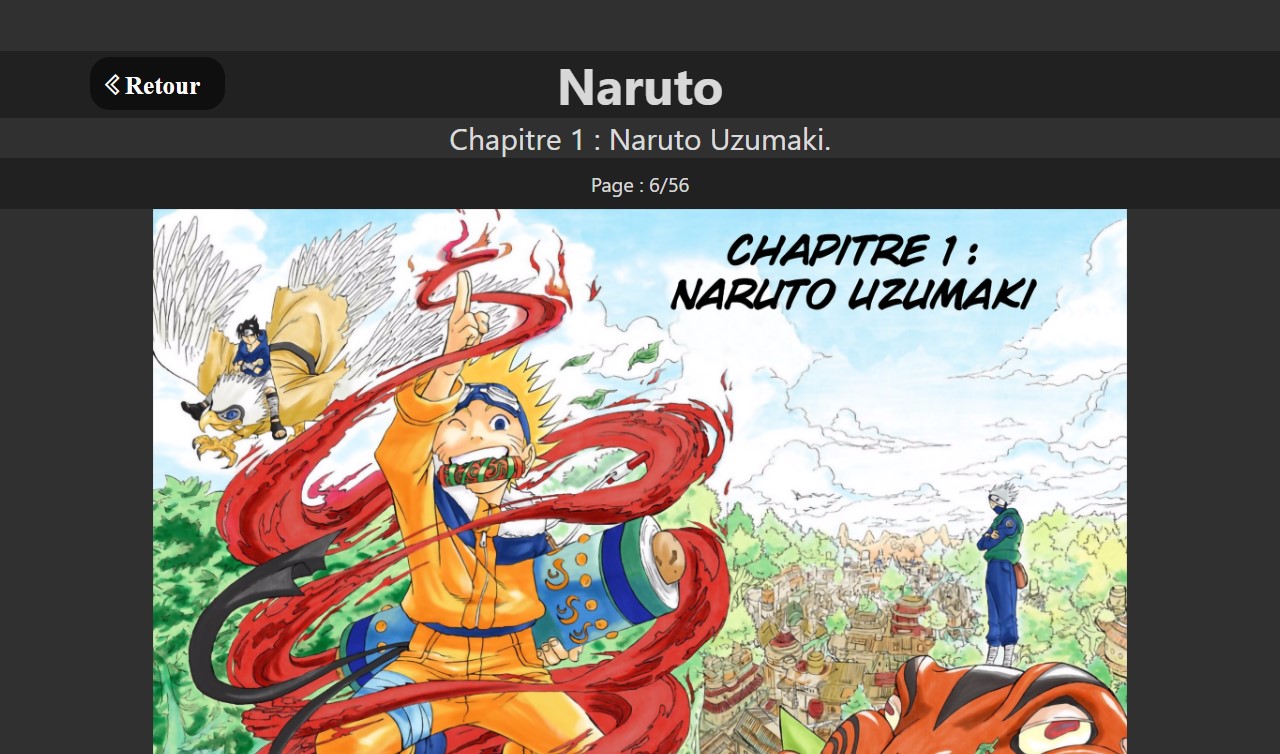 Retour
Naruto
Chapitre 1 : Naruto Uzumaki.
Page : 6/56
CHAPITRE 1 :
NARUTO UZUMAKI